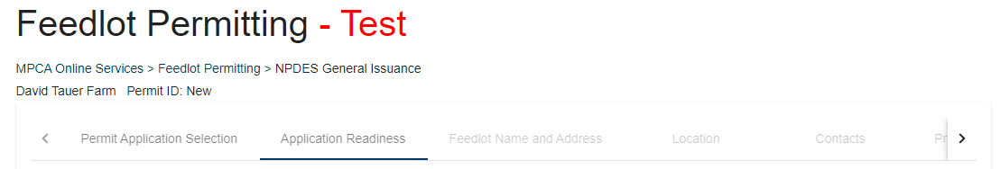 Feedlot Permitting - Test
MPCA Online Services > Feedlot Permitting > NPDES General Issuance
David Tauer Farm Permit ID: New
Permit Application Selection Application Readiness Feedlot Name and Address Location Contacts